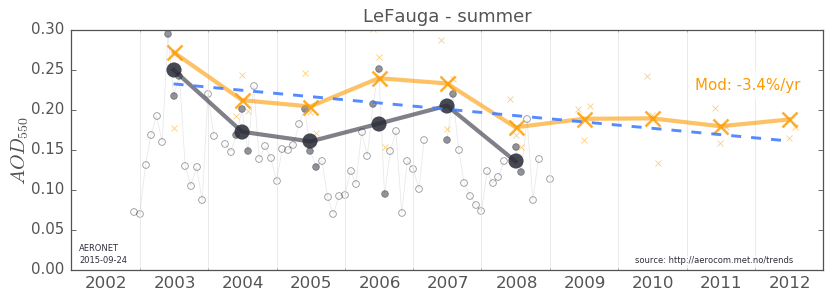 LeFauga - summer
0.30
0.25
0.20
0.15
0.10
0.05
0.00
AOD550
Mod: -3.4%/yr
AERONET
2015-09-24
source: http://aerocom.met.no/trends
2002 2003 2004 2005 2006 2007 2008 2009 2010 2011 2012